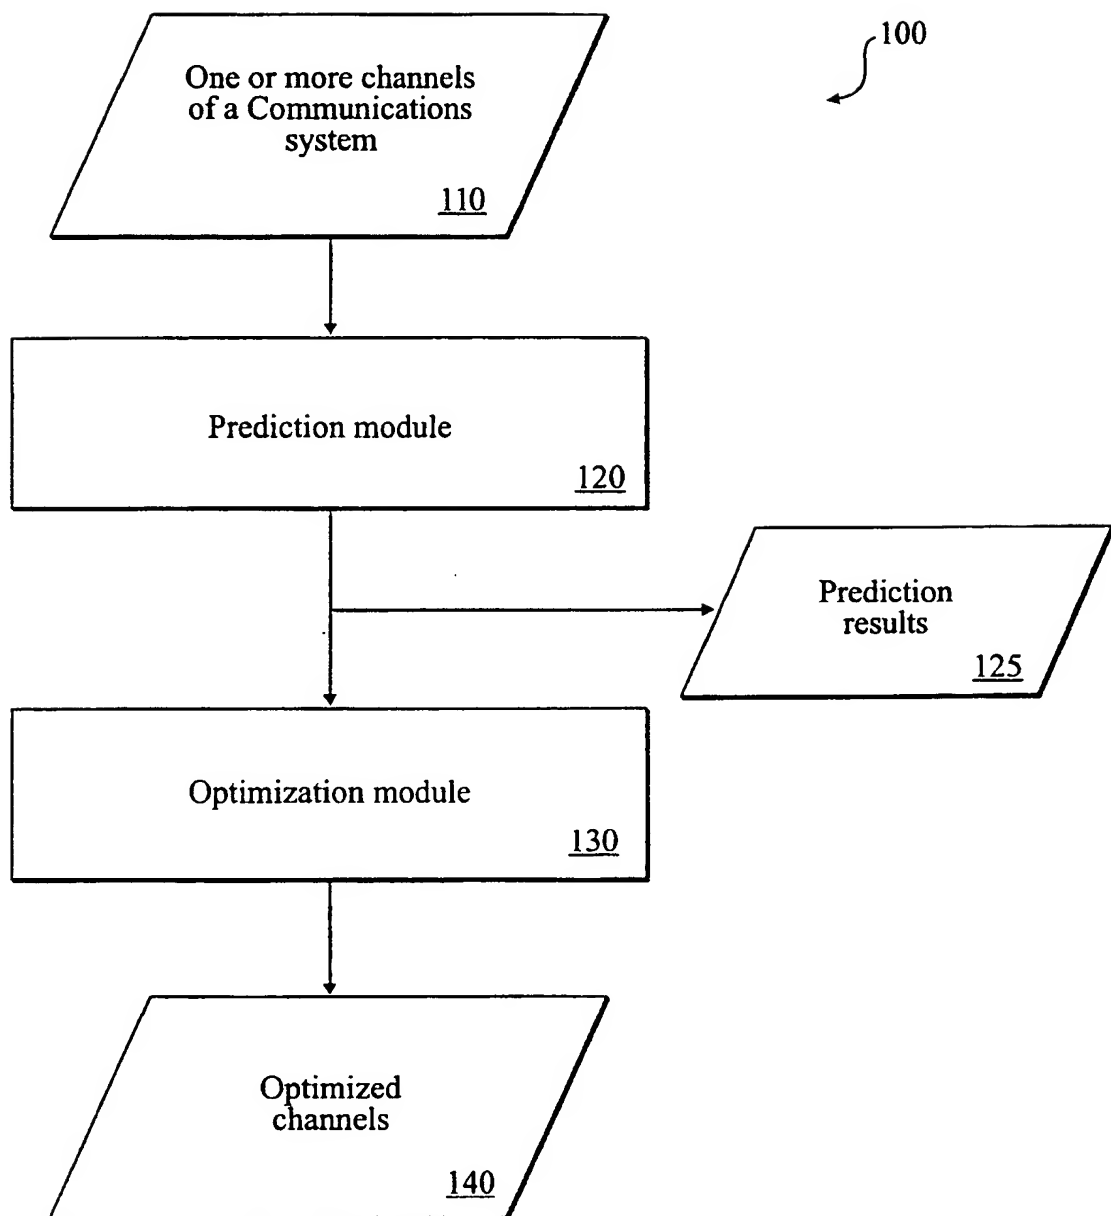 100
One or more channels
of a Communications
system
110
Prediction module
120
Prediction
results
125
Optimization module
130
Optimized
channels
140